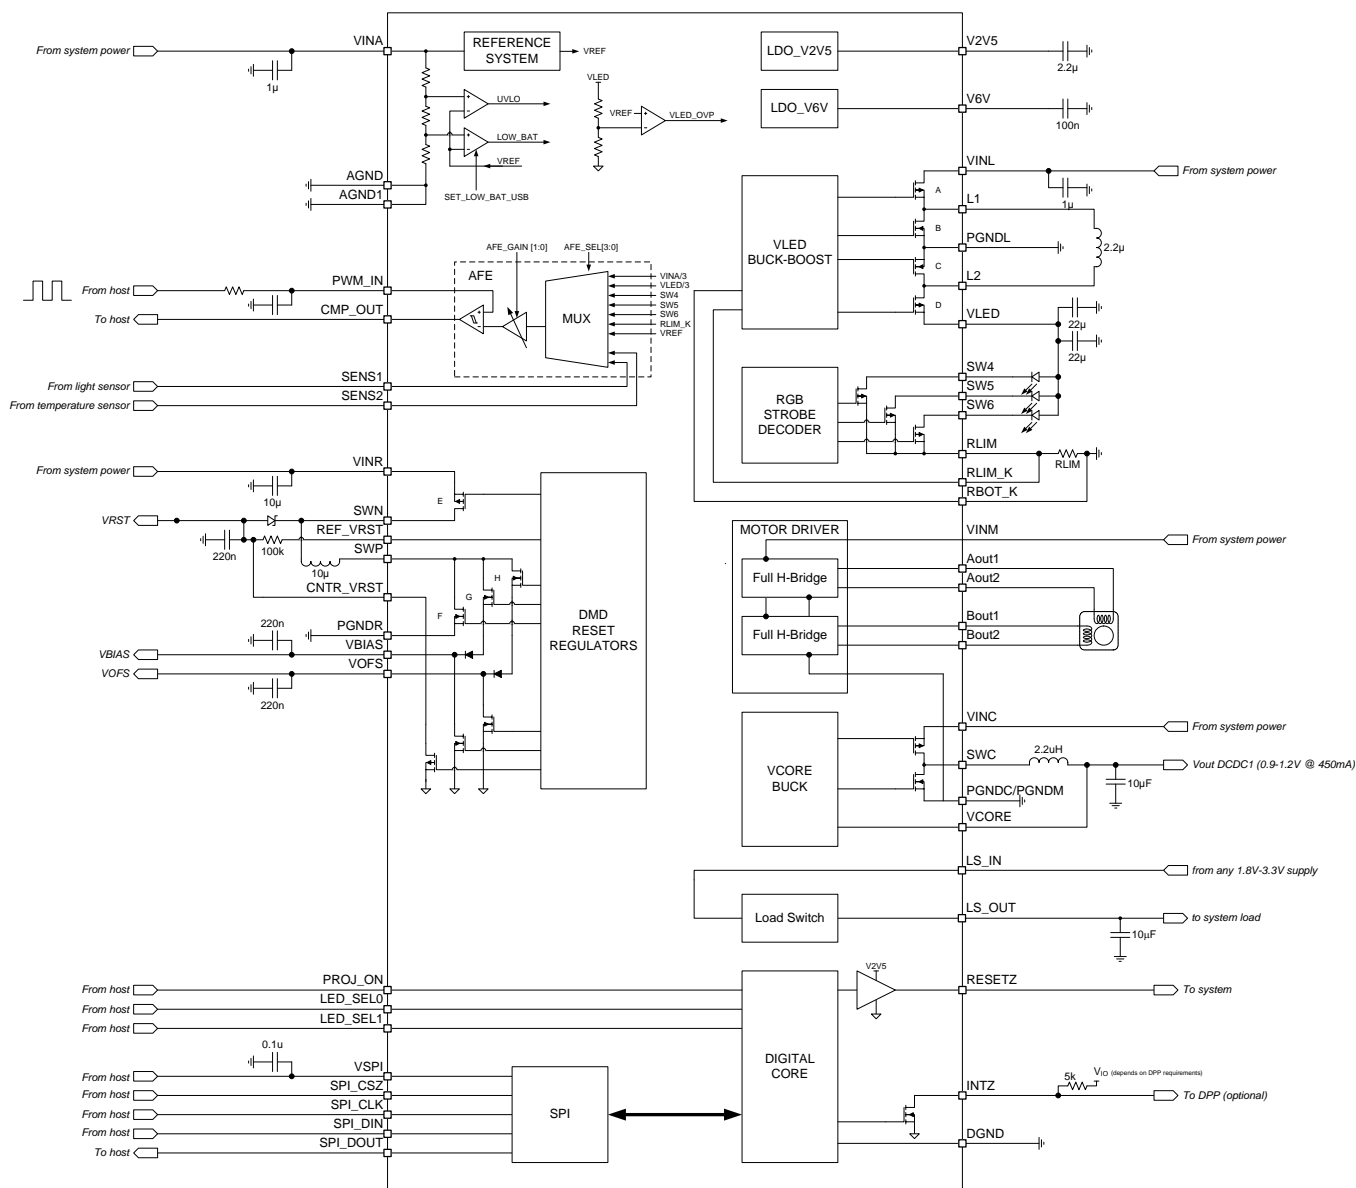 From system power
VINA
1µ
REFERENCE
SYSTEM
VREF
UVLO
LOW_BAT
VREF
SET_LOW_BAT_USB
VLED
VREF
VLED_OVP
AGND
AGND1
LDO_V2V5
V2V5
2.2µ
LDO_V6V
V6V
100n
VINL
From system power
1µ
A
L1
B
VLED
BUCK-BOOST
PGNDL
2.2µ
C
L2
D
VLED
22µ
22µ
AFE_GAIN [1:0]
AFE_SEL[3:0]
AFE
MUX
VINA/3
VLED/3
SW4
SW5
SW6
RLIM_K
VREF
From host
PWM_IN
To host
CMP_OUT
From light sensor
SENS1
From temperature sensor
SENS2
RGB
STROBE
DECODER
SW4
SW5
SW6
RLIM
RLIM
RLIM_K
RBOT_K
From system power
VINR
10µ
E
VRST
SWN
REF_VRST
220n
100k
SWP
10µ
H
CNTR_VRST
G
F
PGNDR
220n
VBIAS
VBIAS
VOFS
VOFS
220n
DMD
RESET
REGULATORS
MOTOR DRIVER
VINM
From system power
Full H-Bridge
Aout1
Aout2
Full H-Bridge
Bout1
Bout2
VINC
From system power
VCORE
BUCK
SWC
2.2uH
Vout DCDC1 (0.9-1.2V @ 450mA)
10µF
PGNDC/PGNDM
VCORE
LS_IN
from any 1.8V-3.3V supply
Load Switch
LS_OUT
to system load
10µF
From host
PROJ_ON
From host
LED_SEL0
From host
LED_SEL1
V2V5
RESETZ
To system
DIGITAL
CORE
0.1u
From host
VSPI
From host
SPI_CSZ
From host
SPI_CLK
From host
SPI_DIN
To host
SPI_DOUT
SPI
5k
VIO (depends on DPP requirements)
INTZ
To DPP (optional)
DGND